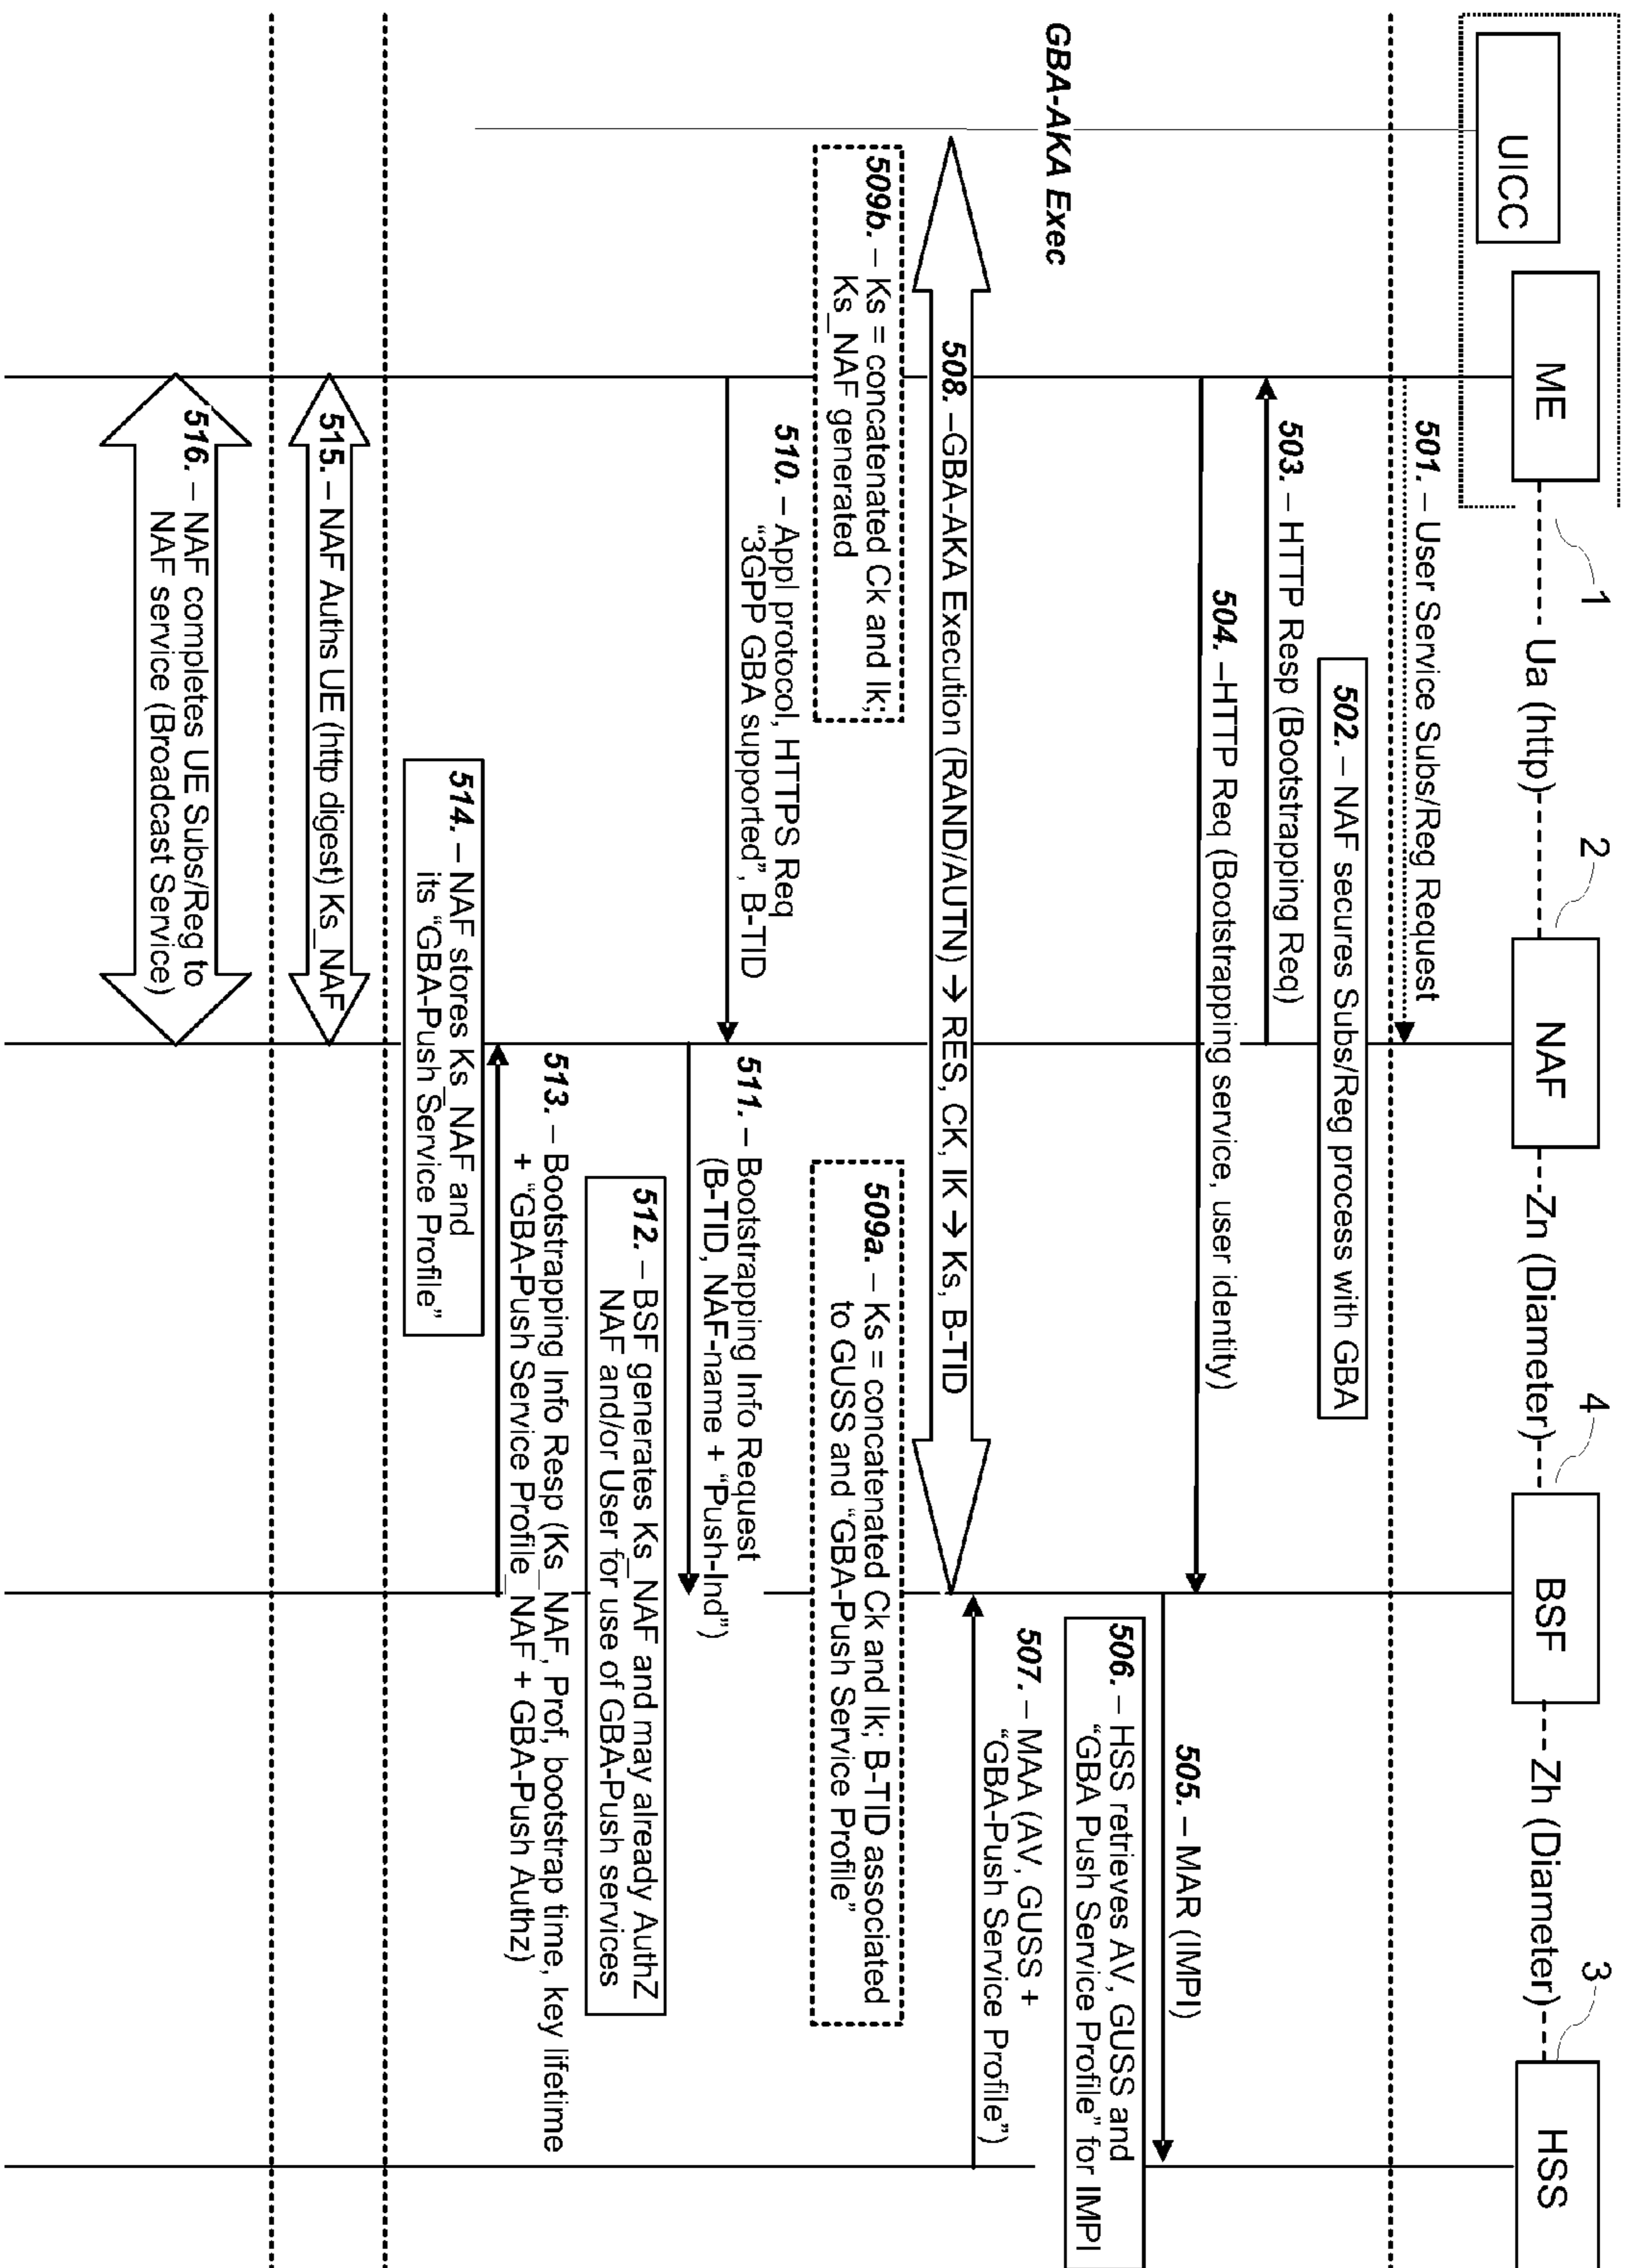 UICC
ME
1
Ua (http)
2
NAF
Zn (Diameter)
4
BSF
Zh (Diameter)
3
HSS
501. – User Service Subs/Reg Request
502. – NAF secures Subs/Reg process with GBA
503. – HTTP Resp (Bootstrapping Req)
504. –HTTP Req (Bootstrapping service, user identity)
505. – MAR (IMPI)
506. – HSS retrieves AV, GUSS and
“GBA Push Service Profile” for IMPI
507. – MAA (AV, GUSS +
“GBA-Push Service Profile”)
GBA-AKA Exec
508. –GBA-AKA Execution (RAND/AUTN) → RES, CK, IK → Ks, B-TID
509b. – Ks = concatenated Ck and Ik;
Ks_NAF generated
509a. – Ks = concatenated Ck and Ik; B-TID associated
to GUSS and “GBA-Push Service Profile”
510. – Appl protocol, HTTPS Req
“3GPP GBA supported”, B-TID
511. – Bootstrapping Info Request
(B-TID, NAF-name + “Push-Ind”)
512. – BSF generates Ks_NAF and may already AuthZ
NAF and/or User for use of GBA-Push services
513. – Bootstrapping Info Resp (Ks_NAF, Prof, bootstrap time, key lifetime
+ “GBA-Push Service Profile_NAF + GBA-Push Authz)
514. – NAF stores Ks_NAF and
its “GBA-Push Service Profile”
515. – NAF Auths UE (http digest) Ks_NAF
516. – NAF completes UE Subs/Reg to
NAF service (Broadcast Service)